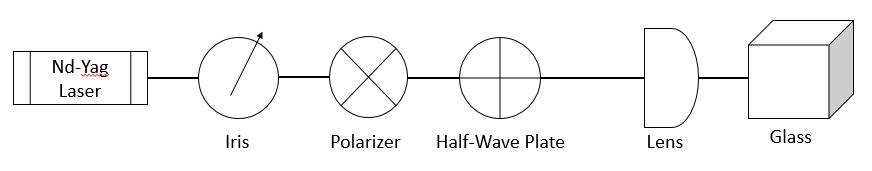 Nd-Yag
Laser
Iris
Polarizer
Half-Wave Plate
Lens
Glass